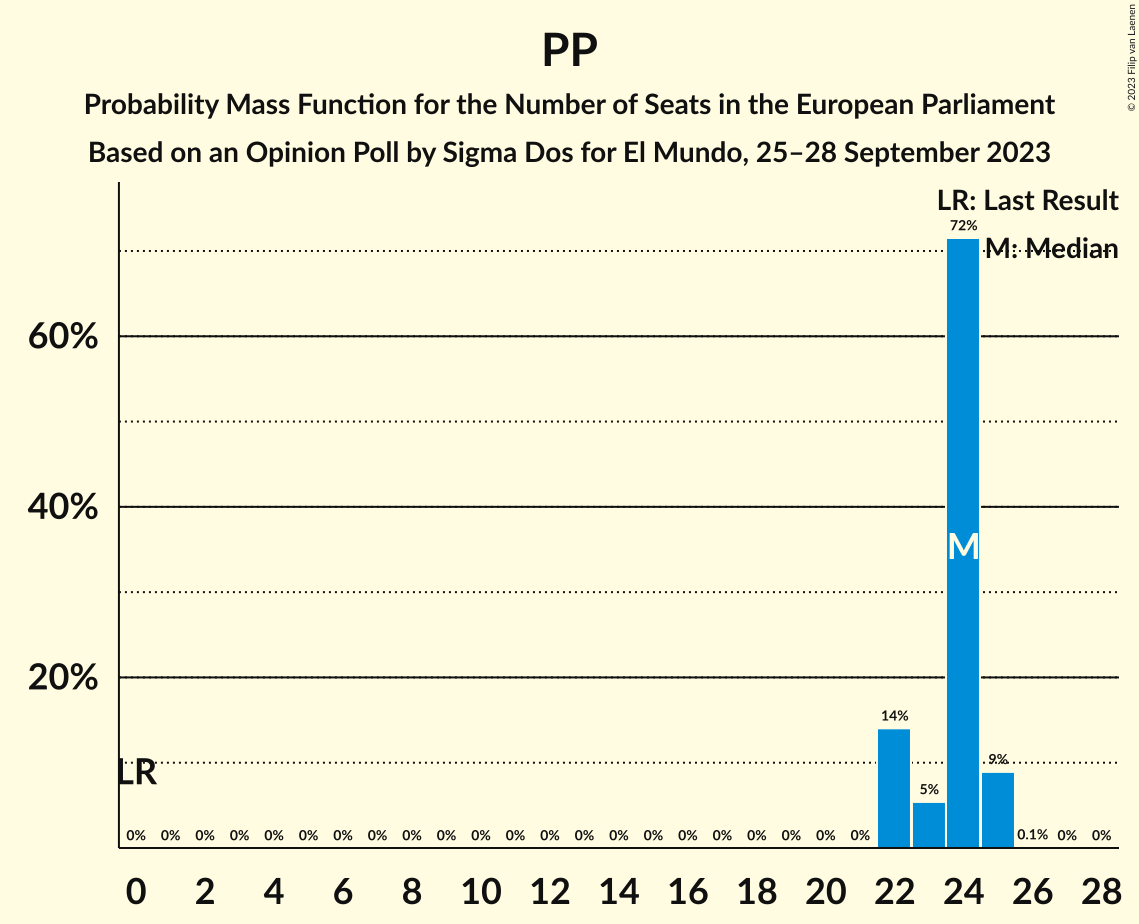 PP
Probability Mass Function for the Number of Seats in the European Parliament
Based on an Opinion Poll by Sigma Dos for El Mundo, 25–28 September 2023
© 2023 Filip van Laenen
LR: Last Result
M: Median
72%
60%
40%
20%
M
LR
14%
5%
9%
0% 0% 0% 0% 0% 0% 0% 0% 0% 0% 0% 0% 0% 0% 0% 0% 0% 0% 0% 0% 0% 0% 0.1% 0% 0%
0 2 4 6 8 10 12 14 16 18 20 22 24 26 28